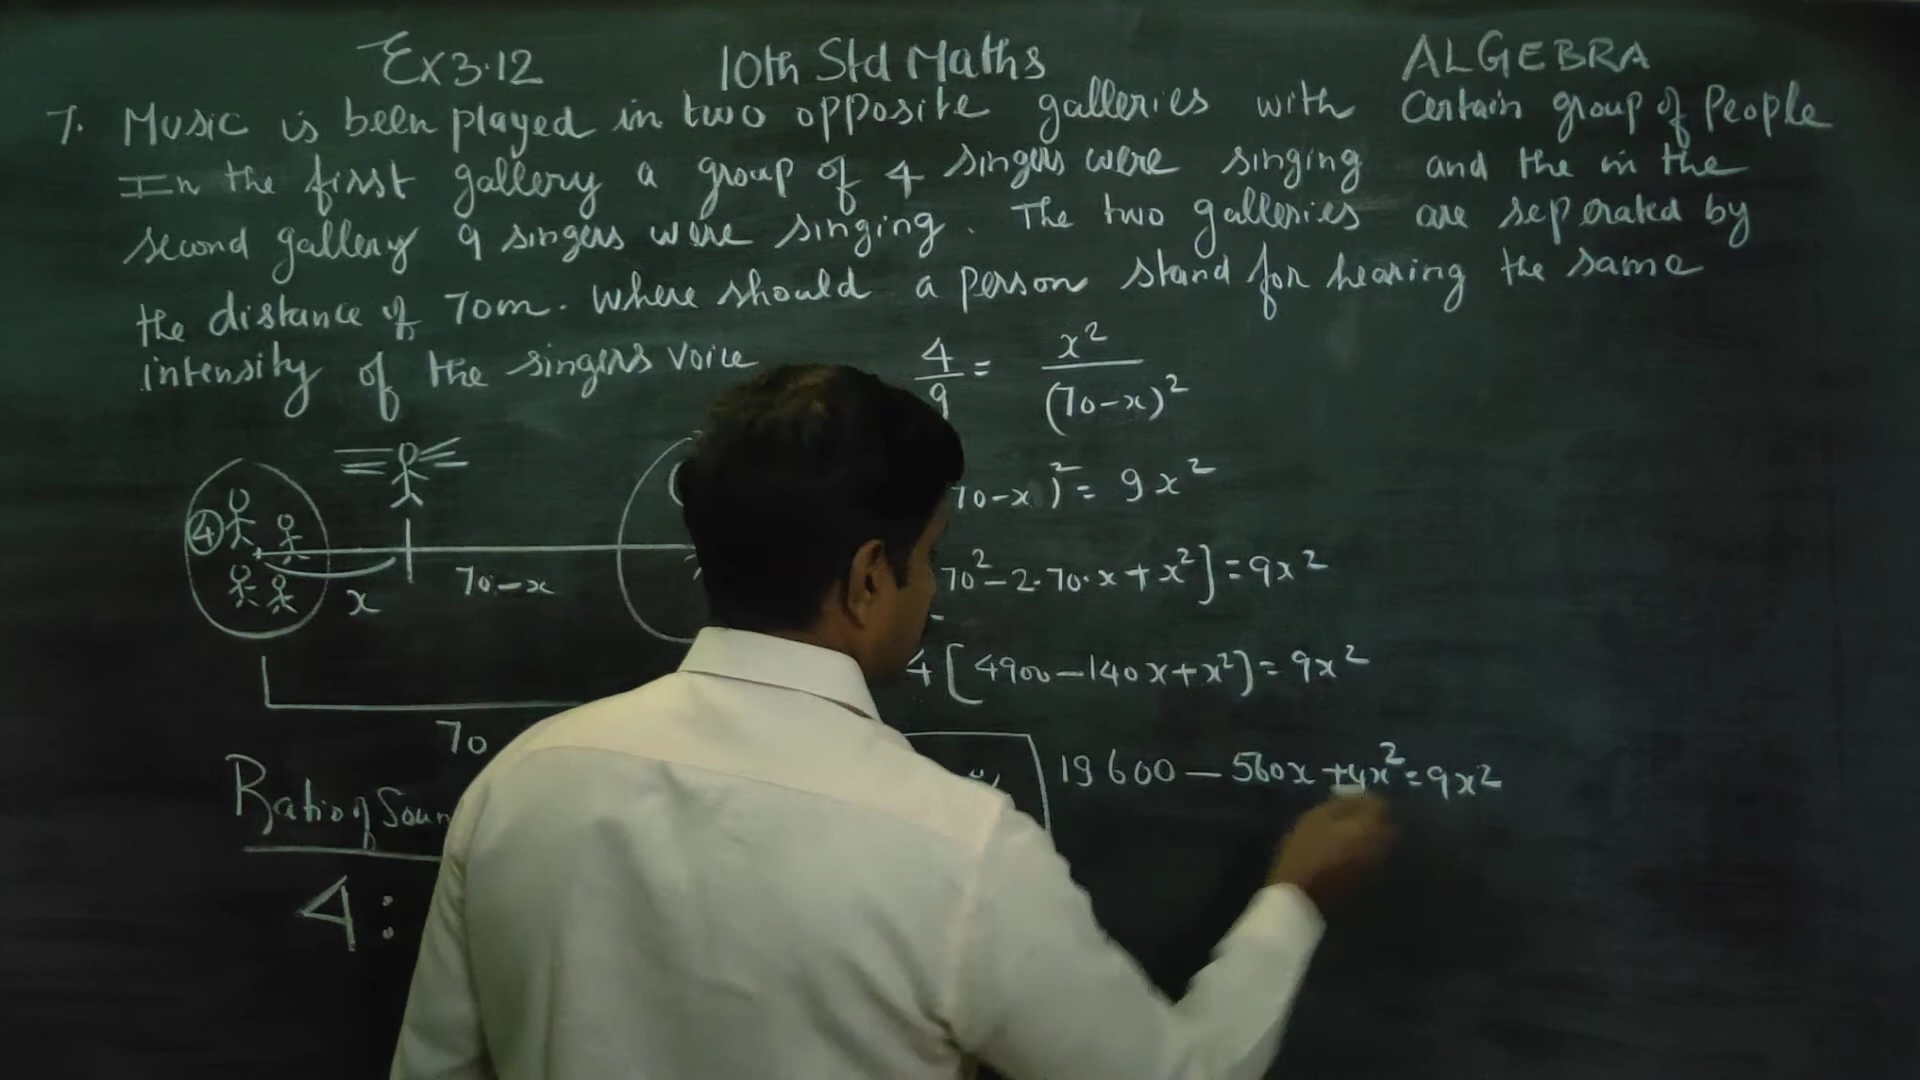 Ex 3.12 10th Std Maths ALGEBRA
7. Music is been played in two opposite galleries with Certain group of People
In the first gallery a group of 4 singers were singing and the in the
second gallery 9 singers were singing. The two galleries are seperated by
the distance of 70m. Where should a person stand for hearing the same
intensity of the singers voice
4/9 = x²/(70-x)²
70-x)² = 9x²
70²-2·70·x+x²] = 9x²
4[4900-140x+x²) = 9x²
19600-560x+4x²=9x²
4
x
70-x
70
Ratio of Soun
4: